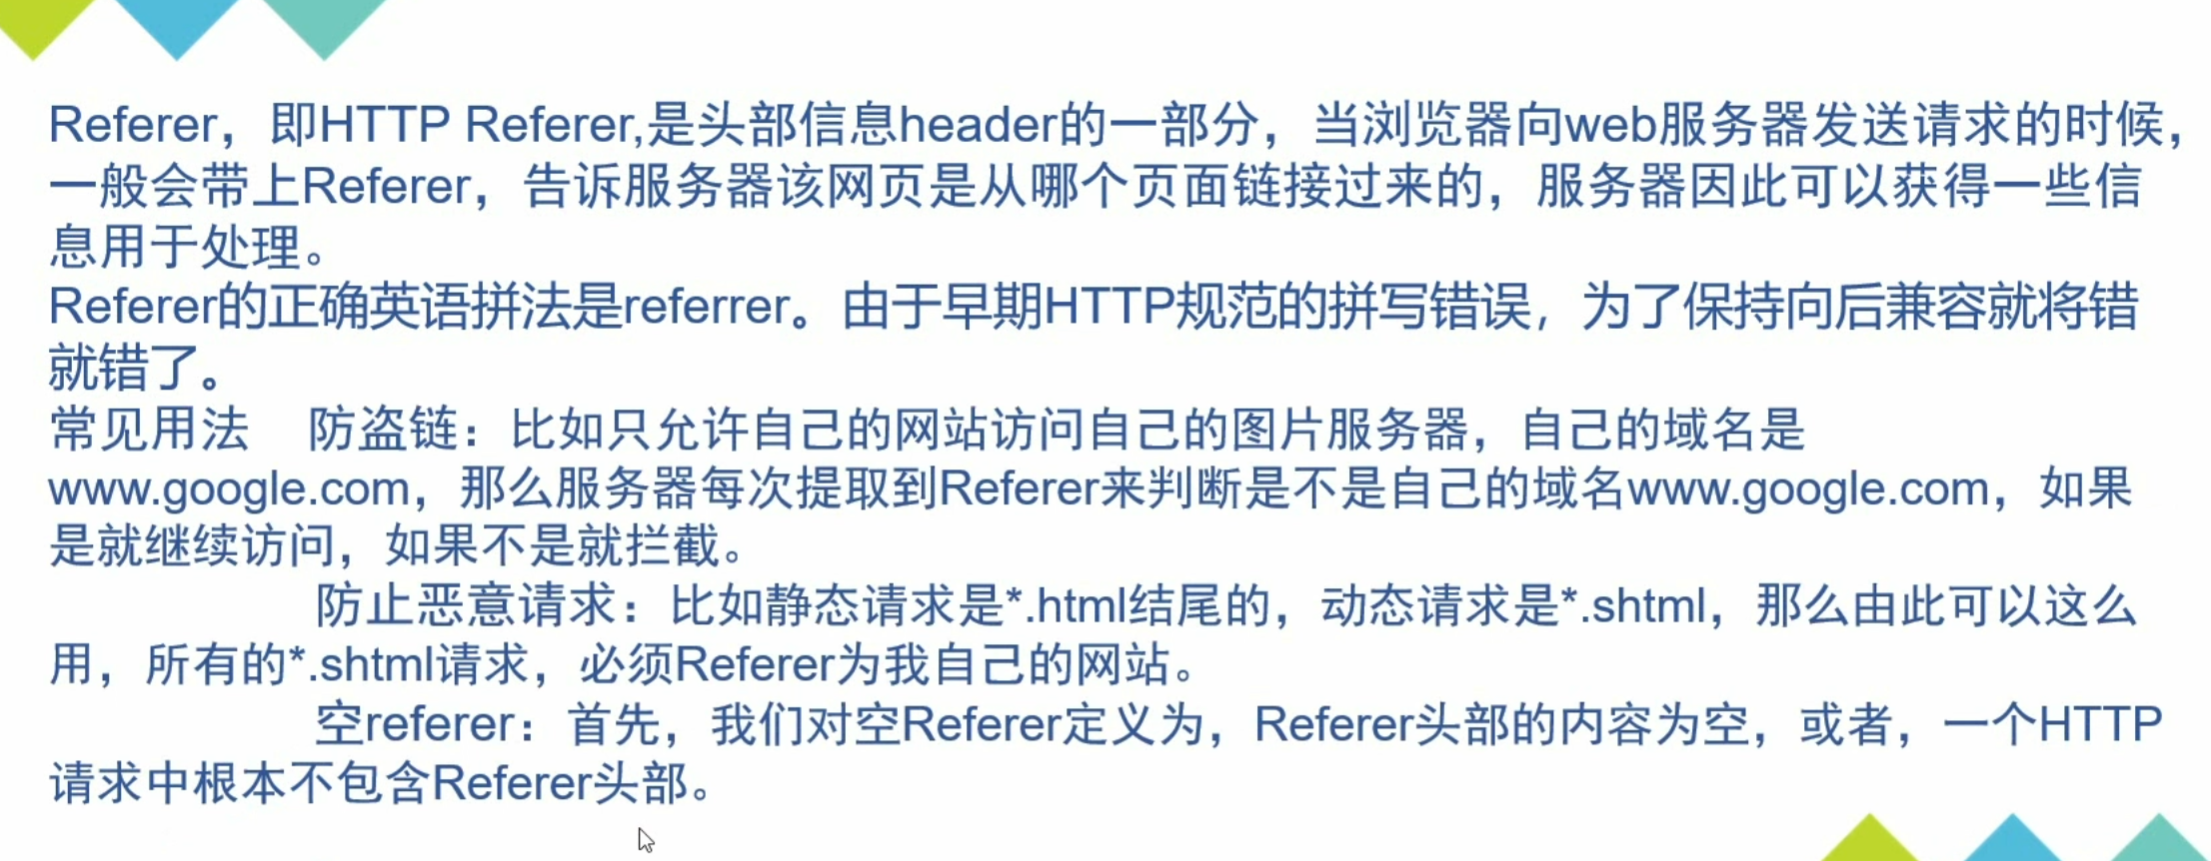 Referer，即HTTP Referer,是头部信息header的一部分，当浏览器向web服务器发送请求的时候，
一般会带上Referer，告诉服务器该网页是从哪个页面链接过来的，服务器因此可以获得一些信
息用于处理。
Referer的正确英语拼法是referrer。由于早期HTTP规范的拼写错误，为了保持向后兼容就将错
就错了。
常见用法 防盗链：比如只允许自己的网站访问自己的图片服务器，自己的域名是
www.google.com，那么服务器每次提取到Referer来判断是不是自己的域名www.google.com，如果
是就继续访问，如果不是就拦截。
防止恶意请求：比如静态请求是*.html结尾的，动态请求是*.shtml，那么由此可以这么
用，所有的*.shtml请求，必须Referer为我自己的网站。
空referer：首先，我们对空Referer定义为，Referer头部的内容为空，或者，一个HTTP
请求中根本不包含Referer头部。